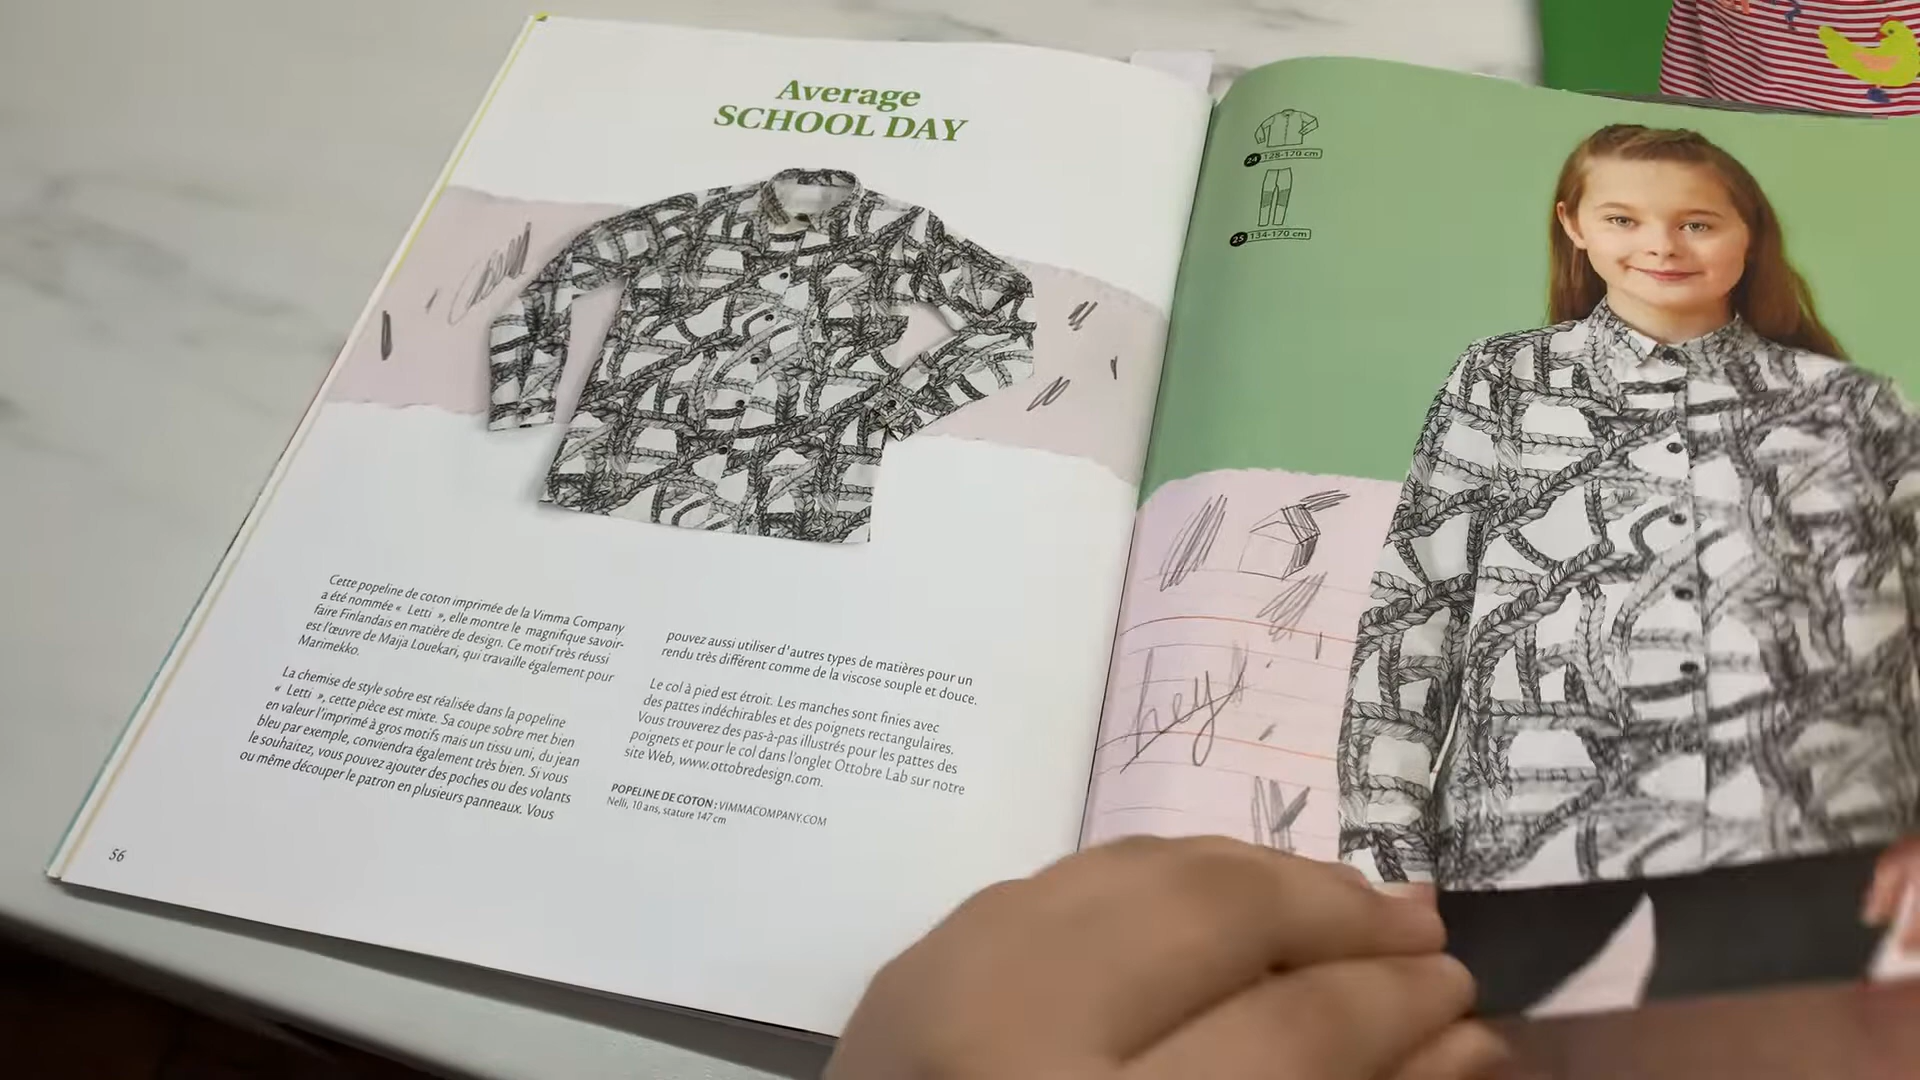 Average
SCHOOL DAY
Cette popeline de coton imprimée de la Vimma Company
a été nommée « Letti », elle montre le magnifique savoir-
faire Finlandais en matière de design. Ce motif très réussi
est l'œuvre de Maija Louekari, qui travaille également pour
Marimekko.
La chemise de style sobre est réalisée dans la popeline
« Letti », cette pièce est mixte. Sa coupe sobre met bien
en valeur l'imprimé à gros motifs mais un tissu uni, du jean
bleu par exemple, conviendra également très bien. Si vous
le souhaitez, vous pouvez ajouter des poches ou des volants
ou même découper le patron en plusieurs panneaux. Vous
pouvez aussi utiliser d'autres types de matières pour un
rendu très différent comme de la viscose souple et douce.
Le col à pied est étroit. Les manches sont finies avec
des pattes indéchirables et des poignets rectangulaires.
Vous trouverez des pas-à-pas illustrés pour les pattes des
poignets et pour le col dans l'onglet Ottobre Lab sur notre
site Web, www.ottobredesign.com.
POPELINE DE COTON : VIMMACOMPANY.COM
Nelli, 10 ans, stature 147 cm
56
24 128-170 cm
25 134-170 cm
hey!